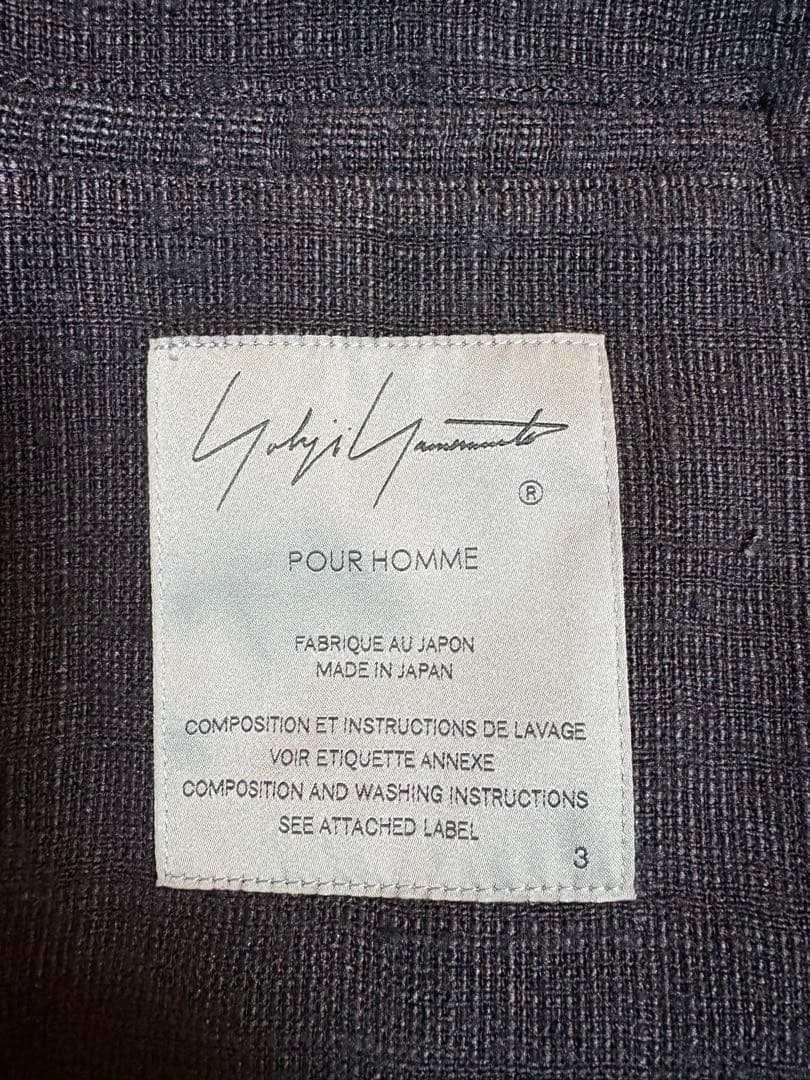 Yohji Yamamoto
®
POUR HOMME
FABRIQUE AU JAPON
MADE IN JAPAN
COMPOSITION ET INSTRUCTIONS DE LAVAGE
VOIR ETIQUETTE ANNEXE
COMPOSITION AND WASHING INSTRUCTIONS
SEE ATTACHED LABEL
3